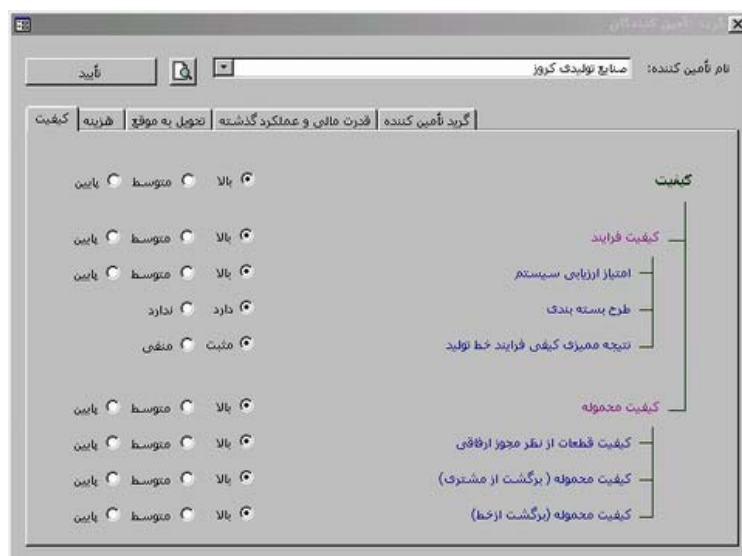 گرید تأمین کنندگان
نام تأمین کننده: صنایع تولیدی کروز تأیید
گرید تأمین کننده قدرت مالی و عملکرد گذشته تحویل به موقع هزینه کیفیت
کیفیت بالا متوسط پایین
کیفیت فرایند بالا متوسط پایین
امتیاز ارزیابی سیستم بالا متوسط پایین
طرح بسته بندی دارد ندارد
نتیجه ممیزی کیفی فرایند خط تولید مثبت منفی
کیفیت محموله بالا متوسط پایین
کیفیت قطعات از نظر مجوز ارفاقی بالا متوسط پایین
کیفیت محموله ( برگشت از مشتری) بالا متوسط پایین
کیفیت محموله (برگشت ازخط) بالا متوسط پایین